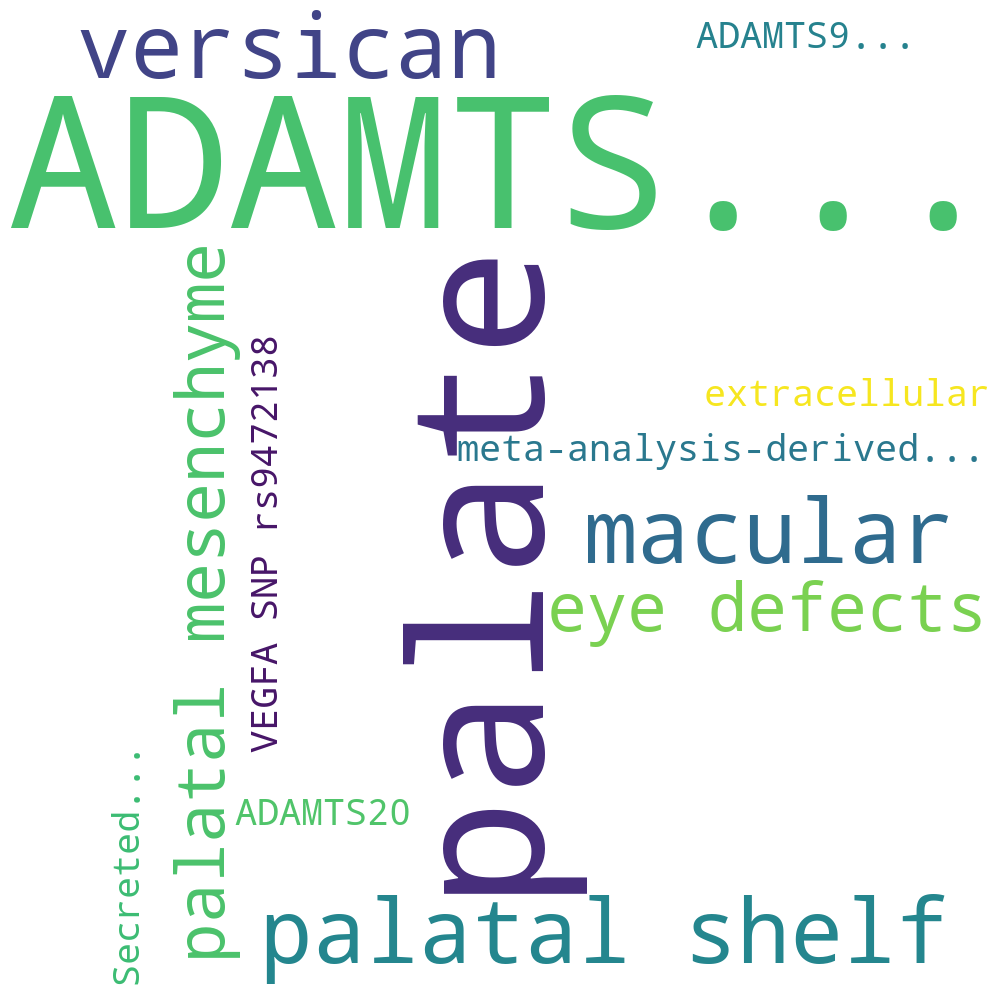 versican
ADAMTS9...
ADAMTS...
palatal mesenchyme
VEGFA SNP rs9472138
palate
extracellular
meta-analysis-derived...
macular
eye defects
Secreted...
ADAMTS20
palatal shelf